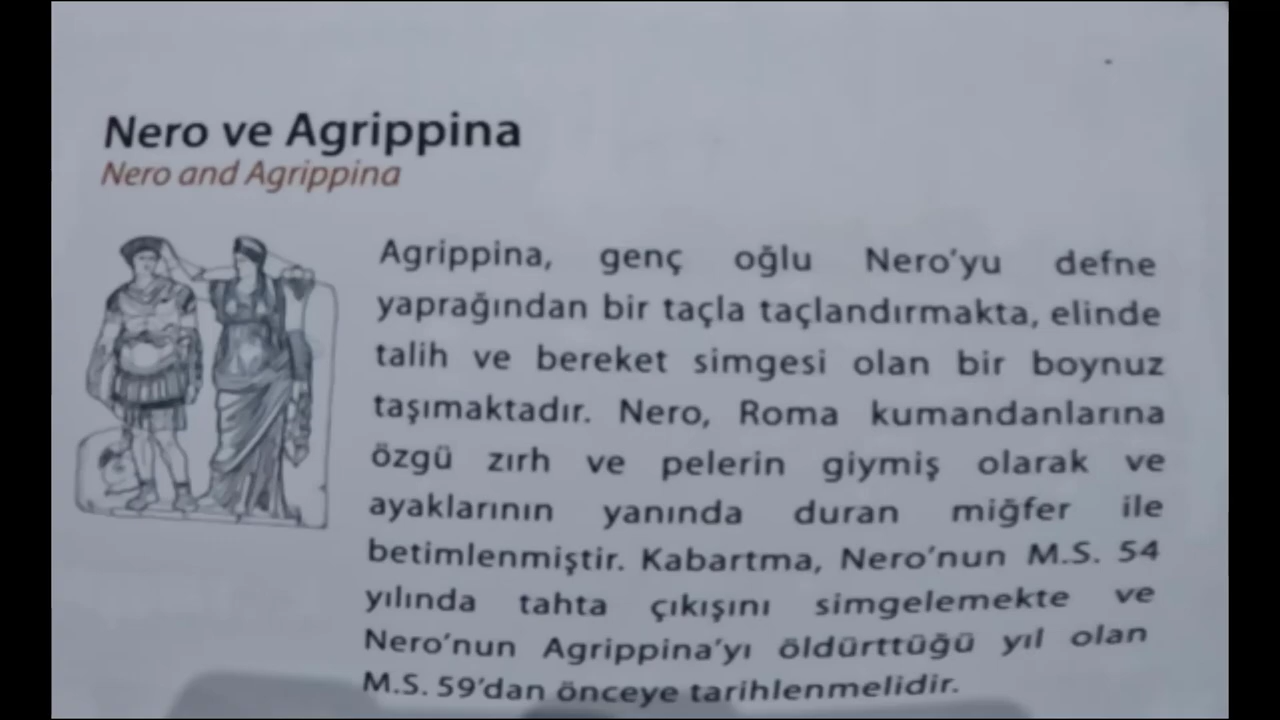 Nero ve Agrippina
Nero and Agrippina
Agrippina, genç oğlu Nero'yu defne
yaprağından bir taçla taçlandırmakta, elinde
talih ve bereket simgesi olan bir boynuz
taşımaktadır. Nero, Roma kumandanlarına
özgü zırh ve pelerin giymiş olarak ve
ayaklarının yanında duran miğfer ile
betimlenmiştir. Kabartma, Nero'nun M.S. 54
yılında tahta çıkışını simgelemekte ve
Nero'nun Agrippina'yı öldürttüğü yıl olan
M.S. 59'dan önceye tarihlenmelidir.